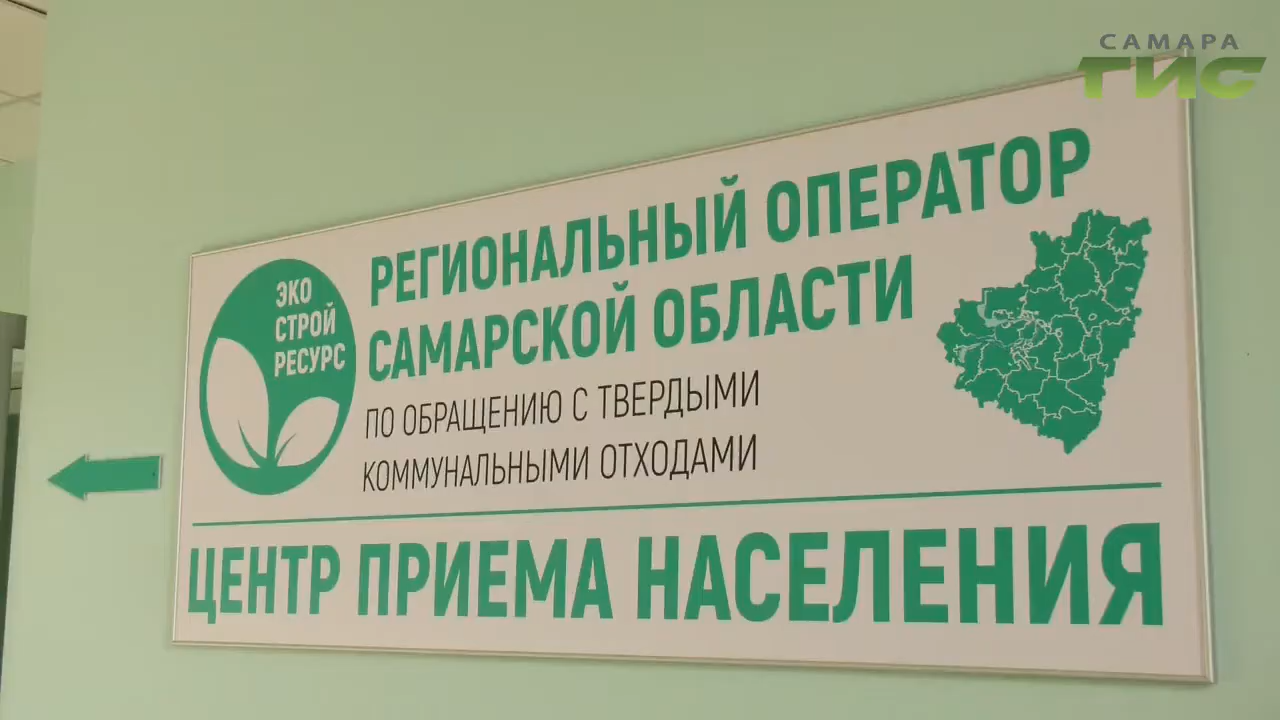 САМАРА
ГИС
ЭКО
СТРОЙ
РЕСУРС
РЕГИОНАЛЬНЫЙ ОПЕРАТОР
САМАРСКОЙ ОБЛАСТИ
ПО ОБРАЩЕНИЮ С ТВЕРДЫМИ
КОММУНАЛЬНЫМИ ОТХОДАМИ
ЦЕНТР ПРИЕМА НАСЕЛЕНИЯ